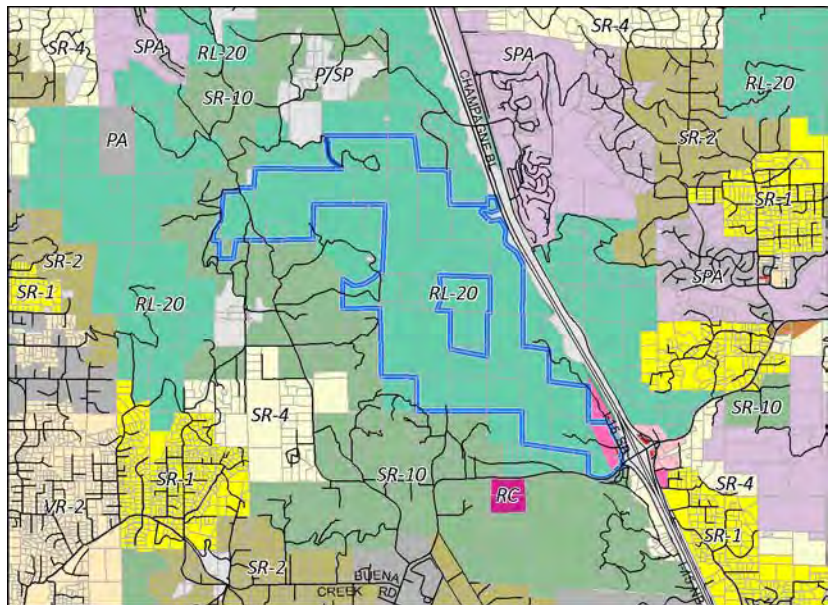 SR-4
SPA
RL-20
P/SP
SR-10
PA
CHAMPAGNE BL
SPA
SR-4
RL-20
SR-2
SR-1
SR-2
SR-1
SPA
RL-20
SR-4
SR-10
SR-10
SR-1
VR-2
RC
SR-4
SR-1
SR-2
BUENA
CREEK RD